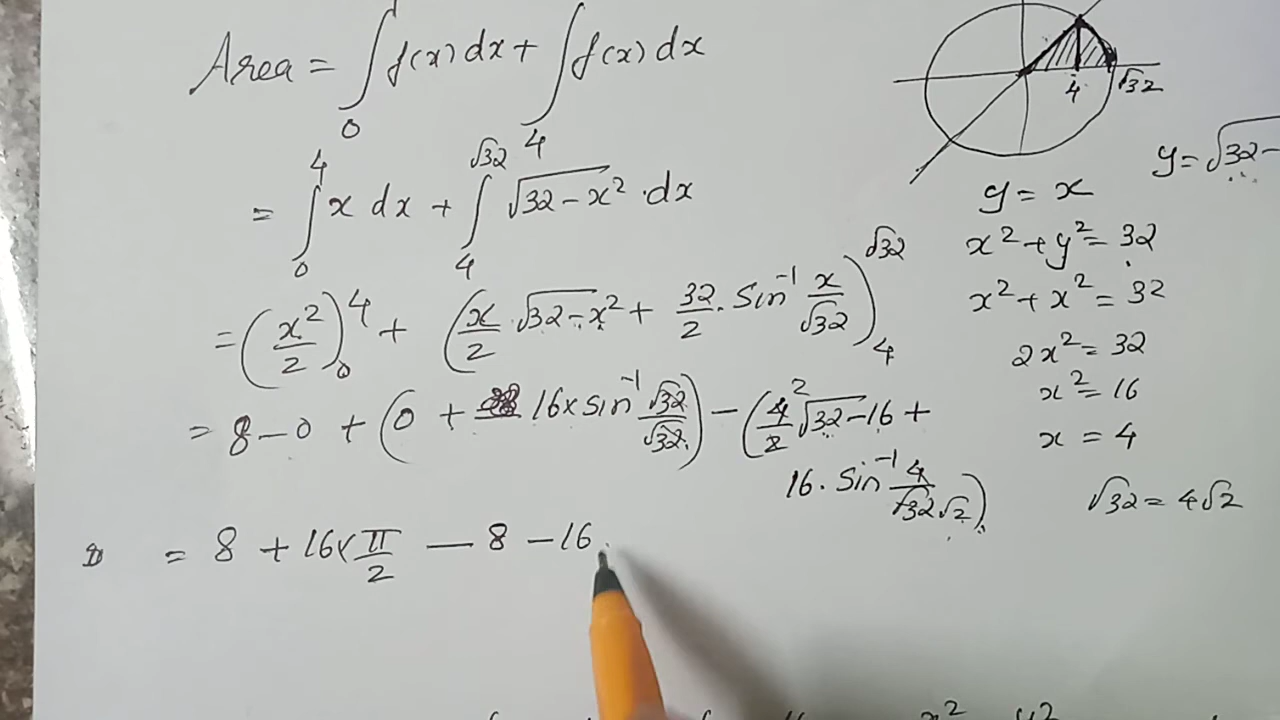 Area = ∫₀ f(x) dx + ∫₄ f(x) dx
= ∫₀⁴ x dx + ∫₄^√32 √32 - x² · dx
= (x²/2)₀⁴ + (x/2 · √32 - x² + 32/2 · Sin⁻¹ x/√32)₄^√32
= 8 - 0 + (0 + 16 x sin⁻¹ √32/√32) - (4/2 ² √32 - 16 +
16 · Sin⁻¹ 4/√32 √2)
= 8 + 16 x π/2 - 8 - 16 .
4 √32
y = √32 -
y = x
x² + y² = 32
x² + x² = 32
2x² = 32
x² = 16
x = 4
√32 = 4√2